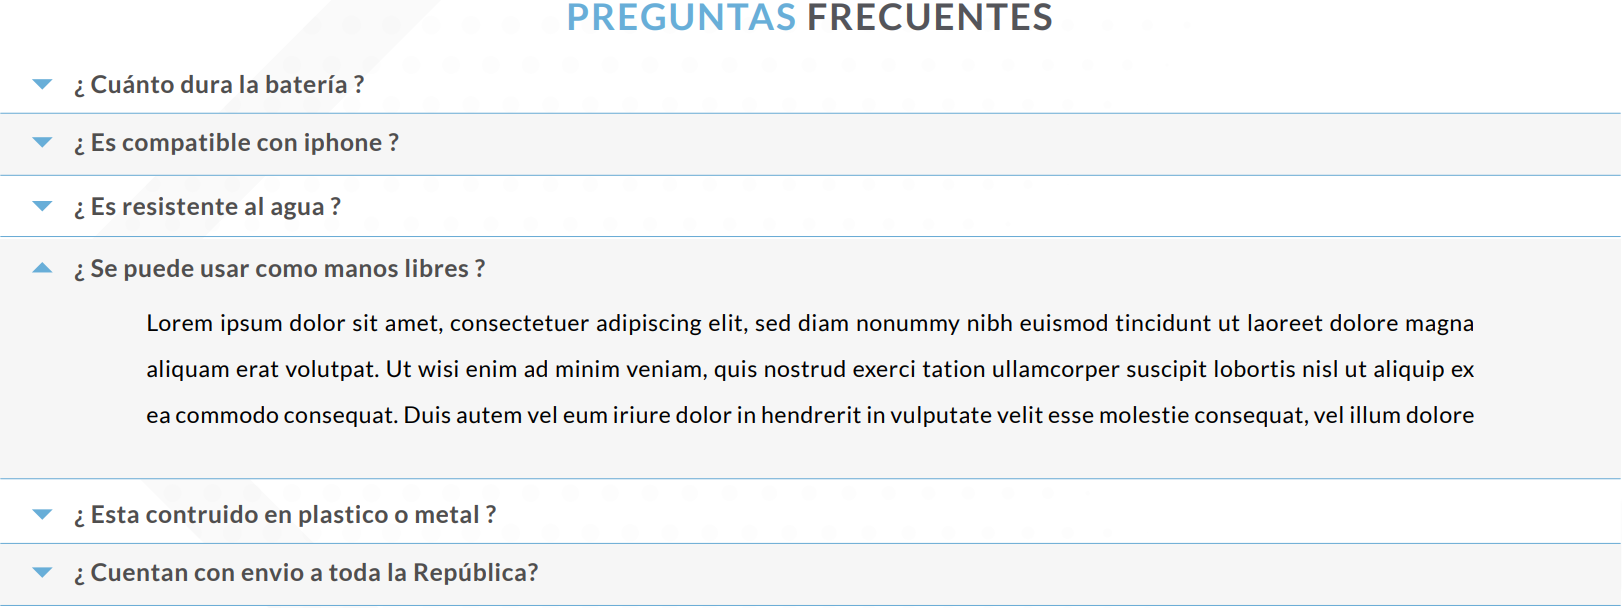 PREGUNTAS FRECUENTES
¿ Cuánto dura la batería ?
¿ Es compatible con iphone ?
¿ Es resistente al agua ?
¿ Se puede usar como manos libres ?
Lorem ipsum dolor sit amet, consectetuer adipiscing elit, sed diam nonummy nibh euismod tincidunt ut laoreet dolore magna
aliquam erat volutpat. Ut wisi enim ad minim veniam, quis nostrud exerci tation ullamcorper suscipit lobortis nisl ut aliquip ex
ea commodo consequat. Duis autem vel eum iriure dolor in hendrerit in vulputate velit esse molestie consequat, vel illum dolore
¿ Esta contruido en plastico o metal ?
¿ Cuentan con envio a toda la República?